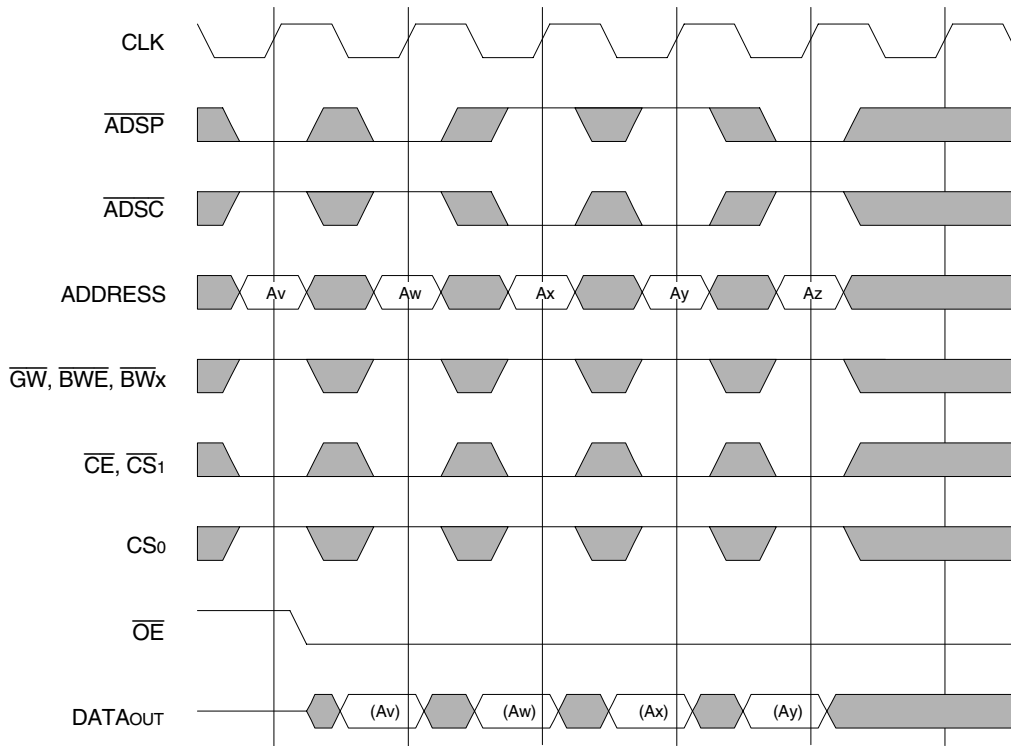 CLK
ADSP
ADSC
ADDRESS Av Aw Ax Ay Az
GW, BWE, BWx
CE, CS1
CS0
OE
DATAOUT (Av) (Aw) (Ax) (Ay)